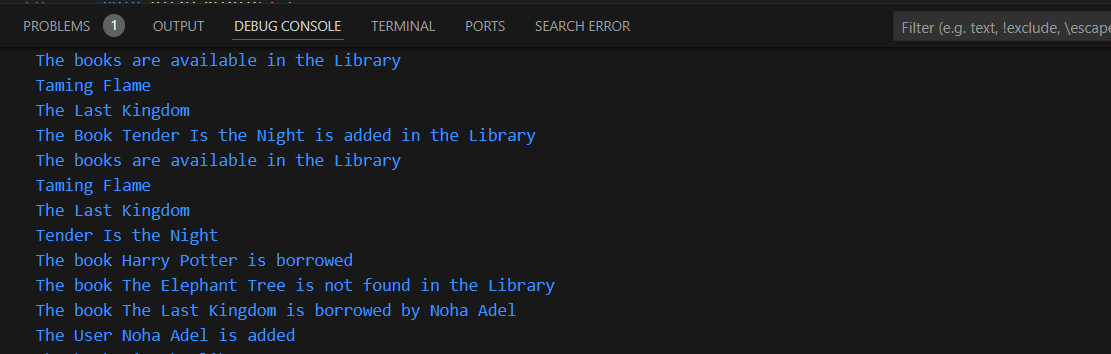 PROBLEMS 1 OUTPUT DEBUG CONSOLE TERMINAL PORTS SEARCH ERROR Filter (e.g. text, !exclude, \escape
The books are available in the Library
Taming Flame
The Last Kingdom
The Book Tender Is the Night is added in the Library
The books are available in the Library
Taming Flame
The Last Kingdom
Tender Is the Night
The book Harry Potter is borrowed
The book The Elephant Tree is not found in the Library
The book The Last Kingdom is borrowed by Noha Adel
The User Noha Adel is added